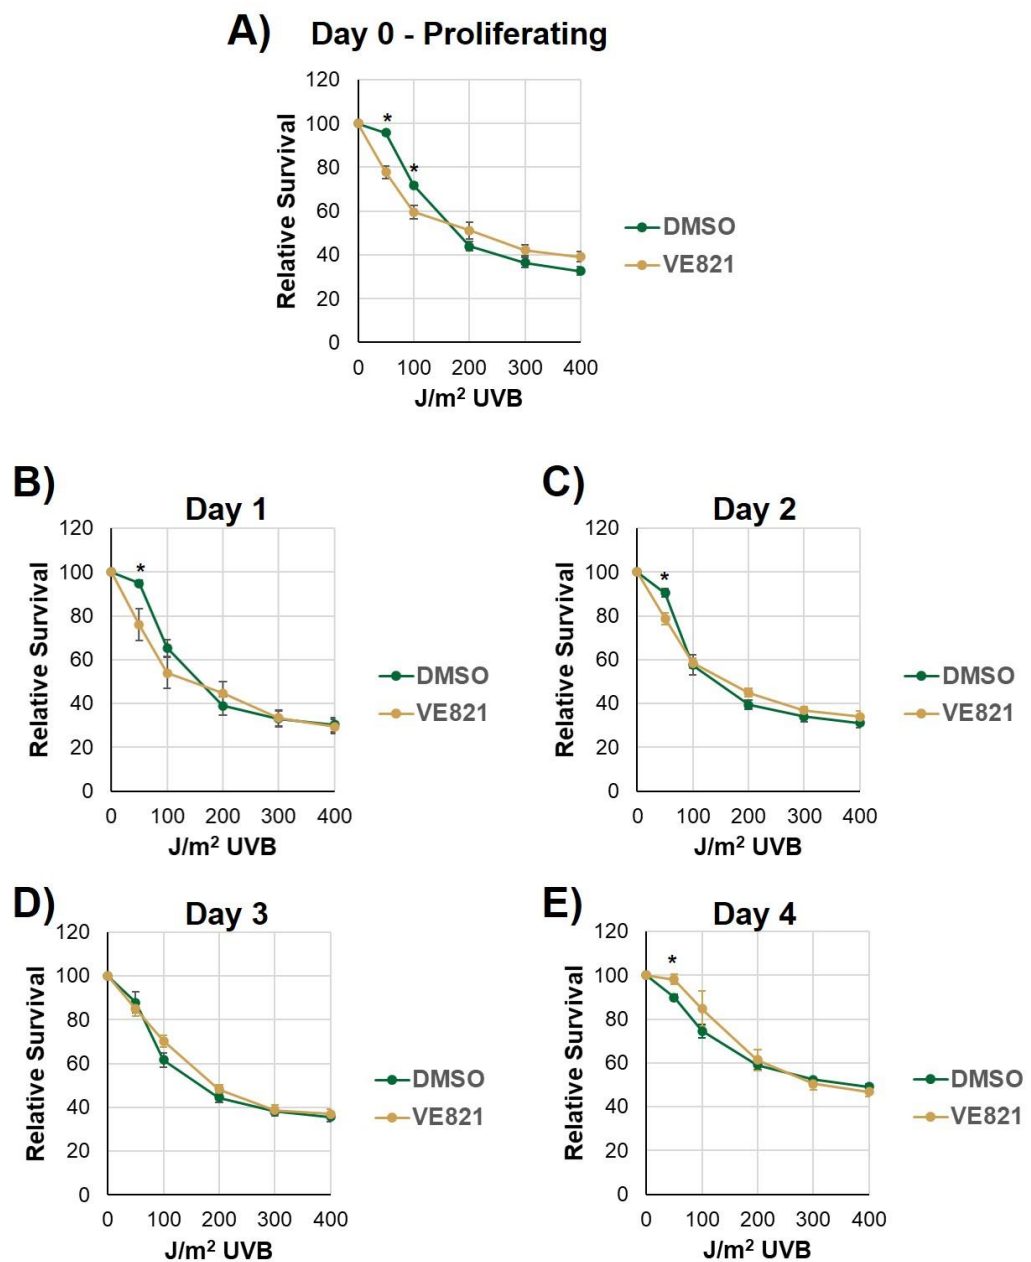 A) Day 0 - Proliferating
120
100
80
60
40
20
0
Relative Survival
*
*
0 100 200 300 400
J/m² UVB
DMSO
VE821
B)
Day 1
120
100
80
60
40
20
0
Relative Survival
*
0 100 200 300 400
J/m² UVB
DMSO
VE821
C)
Day 2
120
100
80
60
40
20
0
Relative Survival
*
0 100 200 300 400
J/m² UVB
DMSO
VE821
D)
Day 3
120
100
80
60
40
20
0
Relative Survival
0 100 200 300 400
J/m² UVB
DMSO
VE821
E)
Day 4
120
100
80
60
40
20
0
Relative Survival
*
0 100 200 300 400
J/m² UVB
DMSO
VE821